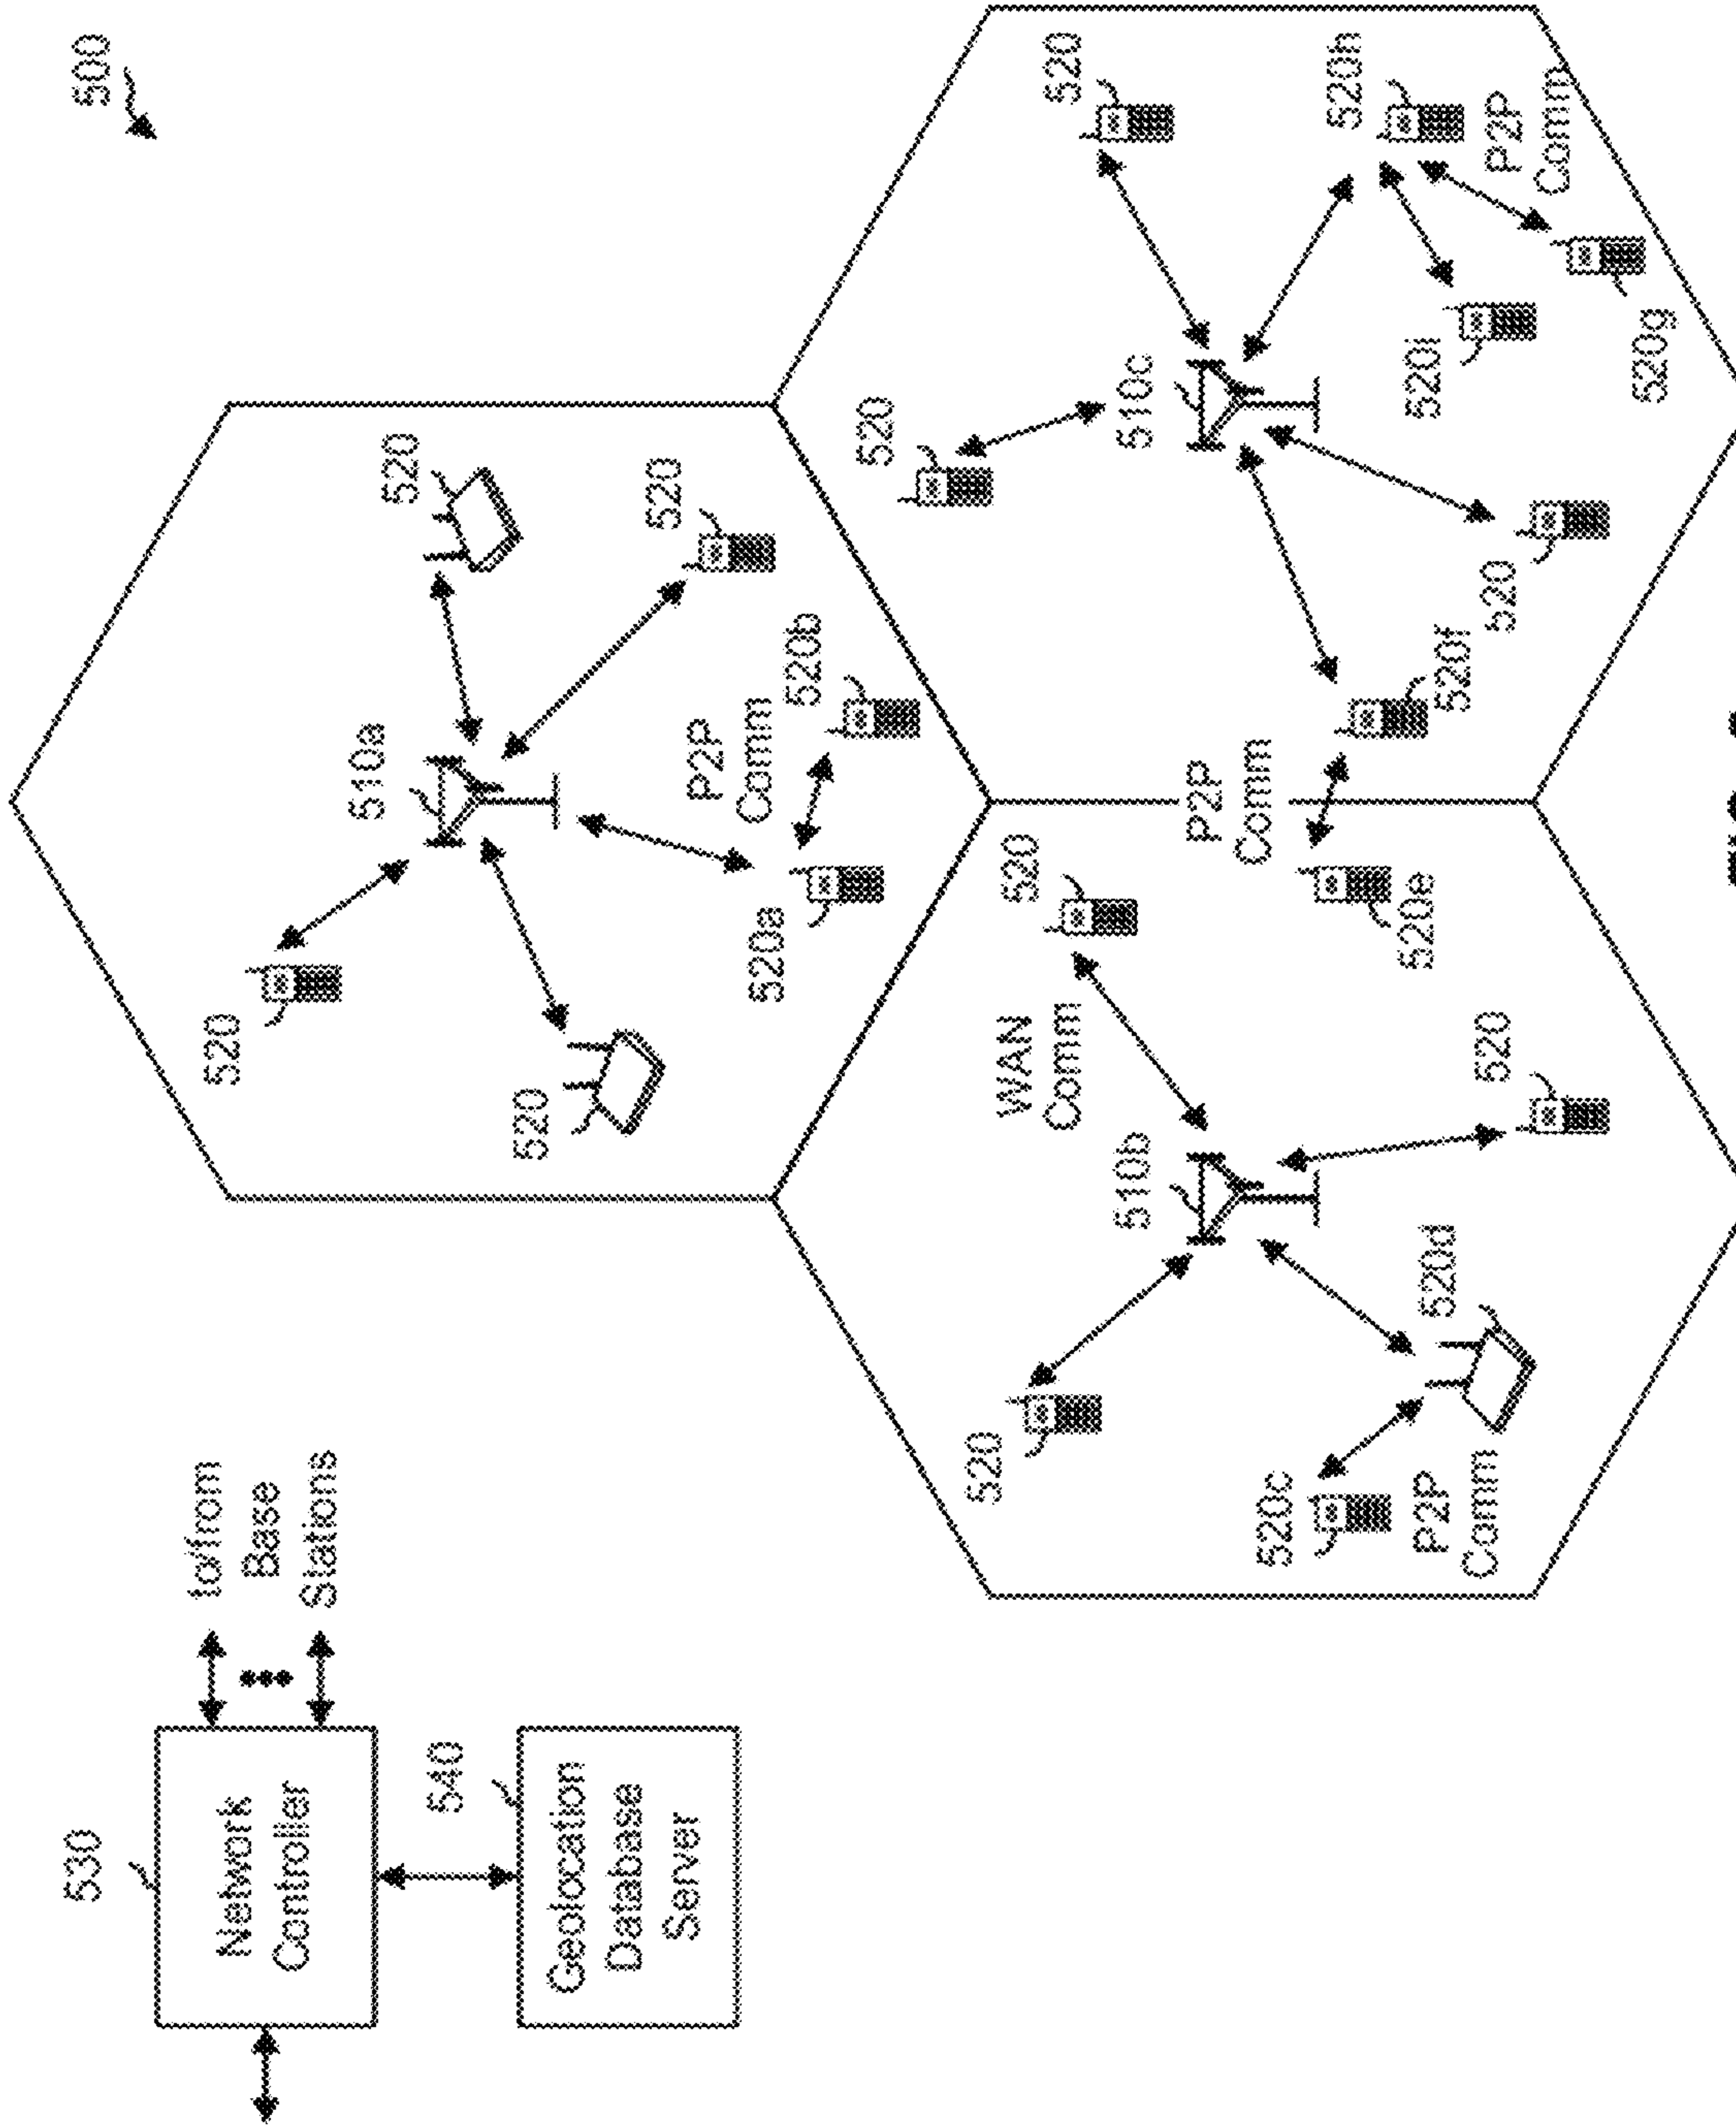 500
530
Network
Controller
to/from
Base
Stations
540
Geolocation
Database
Server
510a
520
520
520
520
520a
520b
P2P
Comm
510b
WAN
Comm
520
520
520
520c
520d
P2P
Comm
520e
520f
P2P
Comm
510c
520
520
520
520h
520i
520g
P2P
Comm